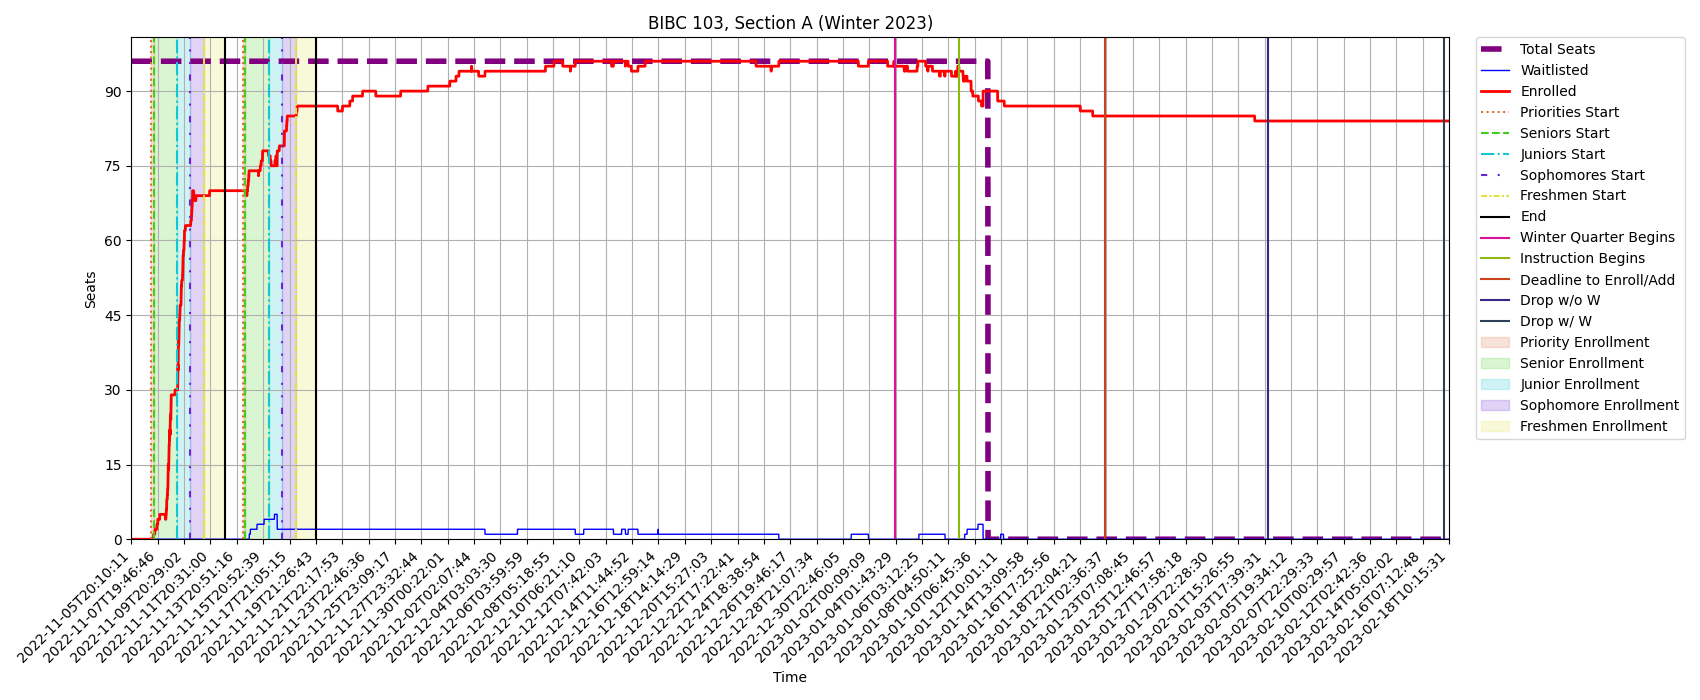 BIBC 103, Section A (Winter 2023)
Seats
90
75
60
45
30
15
0
2022-11-05T20:10:11
2022-11-07T19:46:46
2022-11-09T20:29:02
2022-11-11T20:31:00
2022-11-13T20:51:16
2022-11-15T20:52:39
2022-11-17T21:05:15
2022-11-19T21:26:43
2022-11-21T22:17:53
2022-11-23T22:46:36
2022-11-25T23:09:17
2022-11-27T23:32:44
2022-11-30T00:22:01
2022-12-02T02:07:44
2022-12-04T03:03:30
2022-12-06T03:59:59
2022-12-08T05:18:55
2022-12-10T06:21:10
2022-12-12T07:42:03
2022-12-14T11:44:52
2022-12-16T12:59:14
2022-12-18T14:14:29
2022-12-20T15:27:03
2022-12-22T17:22:41
2022-12-24T18:38:54
2022-12-26T19:46:17
2022-12-28T21:07:34
2022-12-30T22:46:05
2023-01-02T00:09:09
2023-01-04T01:43:29
2023-01-06T03:12:25
2023-01-08T04:50:11
2023-01-10T06:45:36
2023-01-12T10:01:11
2023-01-14T13:09:58
2023-01-16T17:25:56
2023-01-18T22:04:21
2023-01-21T02:36:37
2023-01-23T07:08:45
2023-01-25T12:46:57
2023-01-27T17:58:18
2023-01-29T22:28:30
2023-02-01T15:26:55
2023-02-03T17:39:31
2023-02-05T19:34:12
2023-02-07T22:29:33
2023-02-10T00:29:57
2023-02-12T02:42:36
2023-02-14T05:02:02
2023-02-16T07:12:48
2023-02-18T10:15:31
Time
Total Seats
Waitlisted
Enrolled
Priorities Start
Seniors Start
Juniors Start
Sophomores Start
Freshmen Start
End
Winter Quarter Begins
Instruction Begins
Deadline to Enroll/Add
Drop w/o W
Drop w/ W
Priority Enrollment
Senior Enrollment
Junior Enrollment
Sophomore Enrollment
Freshmen Enrollment